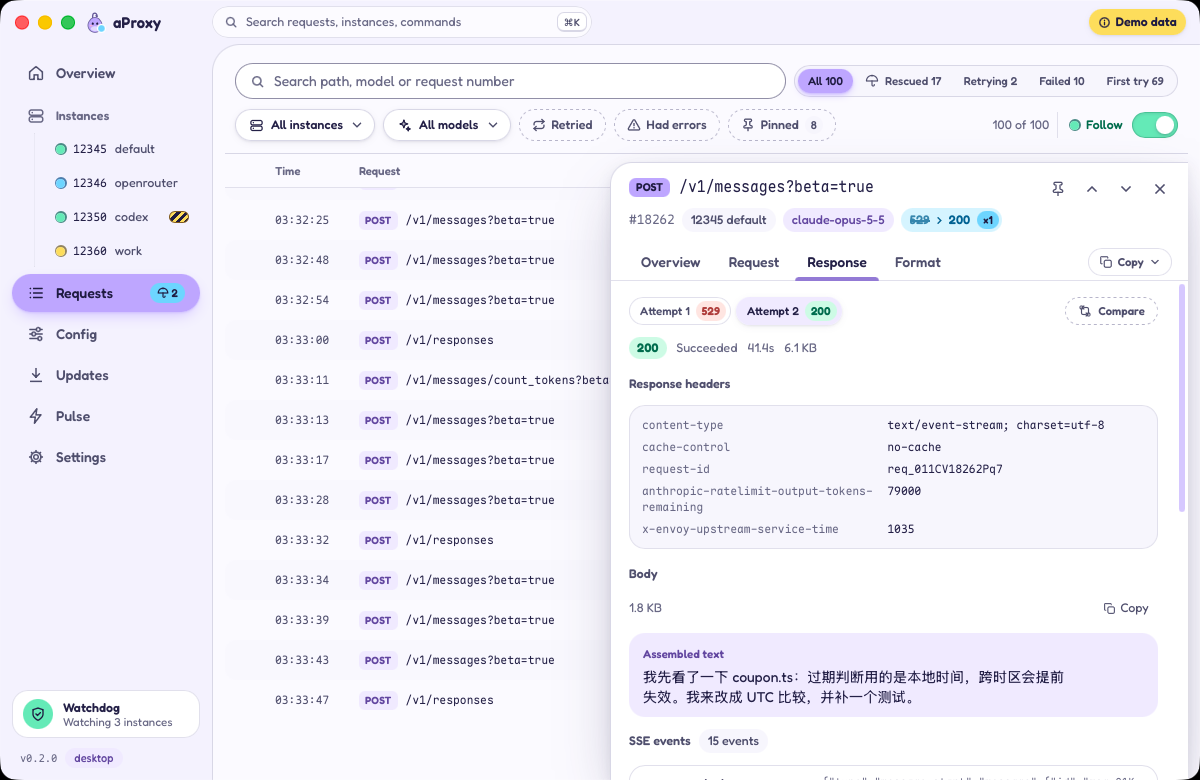 aProxy
Search requests, instances, commands
⌘K
Demo data
Overview
Instances
12345 default
12346 openrouter
12350 codex
12360 work
Requests
2
Config
Updates
Pulse
Settings
Watchdog
Watching 3 instances
v0.2.0 desktop
Search path, model or request number
All 100
Rescued 17
Retrying 2
Failed 10
First try 69
All instances
All models
Retried
Had errors
Pinned 8
100 of 100
Follow
Time Request
03:32:25 POST /v1/messages?beta=true
03:32:48 POST /v1/messages?beta=true
03:32:54 POST /v1/messages?beta=true
03:33:00 POST /v1/responses
03:33:11 POST /v1/messages/count_tokens?beta
03:33:13 POST /v1/messages?beta=true
03:33:17 POST /v1/messages?beta=true
03:33:28 POST /v1/messages?beta=true
03:33:32 POST /v1/responses
03:33:34 POST /v1/messages?beta=true
03:33:39 POST /v1/messages?beta=true
03:33:43 POST /v1/messages?beta=true
03:33:47 POST /v1/responses
POST /v1/messages?beta=true
#18262 12345 default claude-opus-5-5 529 > 200 x1
Overview Request Response Format
Copy
Attempt 1 529 Attempt 2 200
Compare
200 Succeeded 41.4s 6.1 KB
Response headers
content-type text/event-stream; charset=utf-8
cache-control no-cache
request-id req_011CV18262Pq7
anthropic-ratelimit-output-tokens- 79000
remaining
x-envoy-upstream-service-time 1035
Body
1.8 KB
Copy
Assembled text
我先看了一下 coupon.ts：过期判断用的是本地时间，跨时区会提前
失效。我来改成 UTC 比较，并补一个测试。
SSE events 15 events